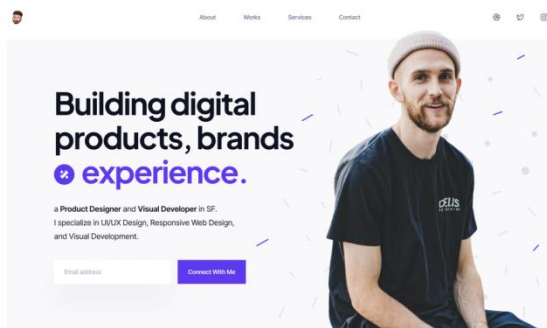 About Works Services Contact
Building digital
products, brands
experience.
a Product Designer and Visual Developer in SF.
I specialize in UI/UX Design, Responsive Web Design,
and Visual Development.
Email address Connect With Me